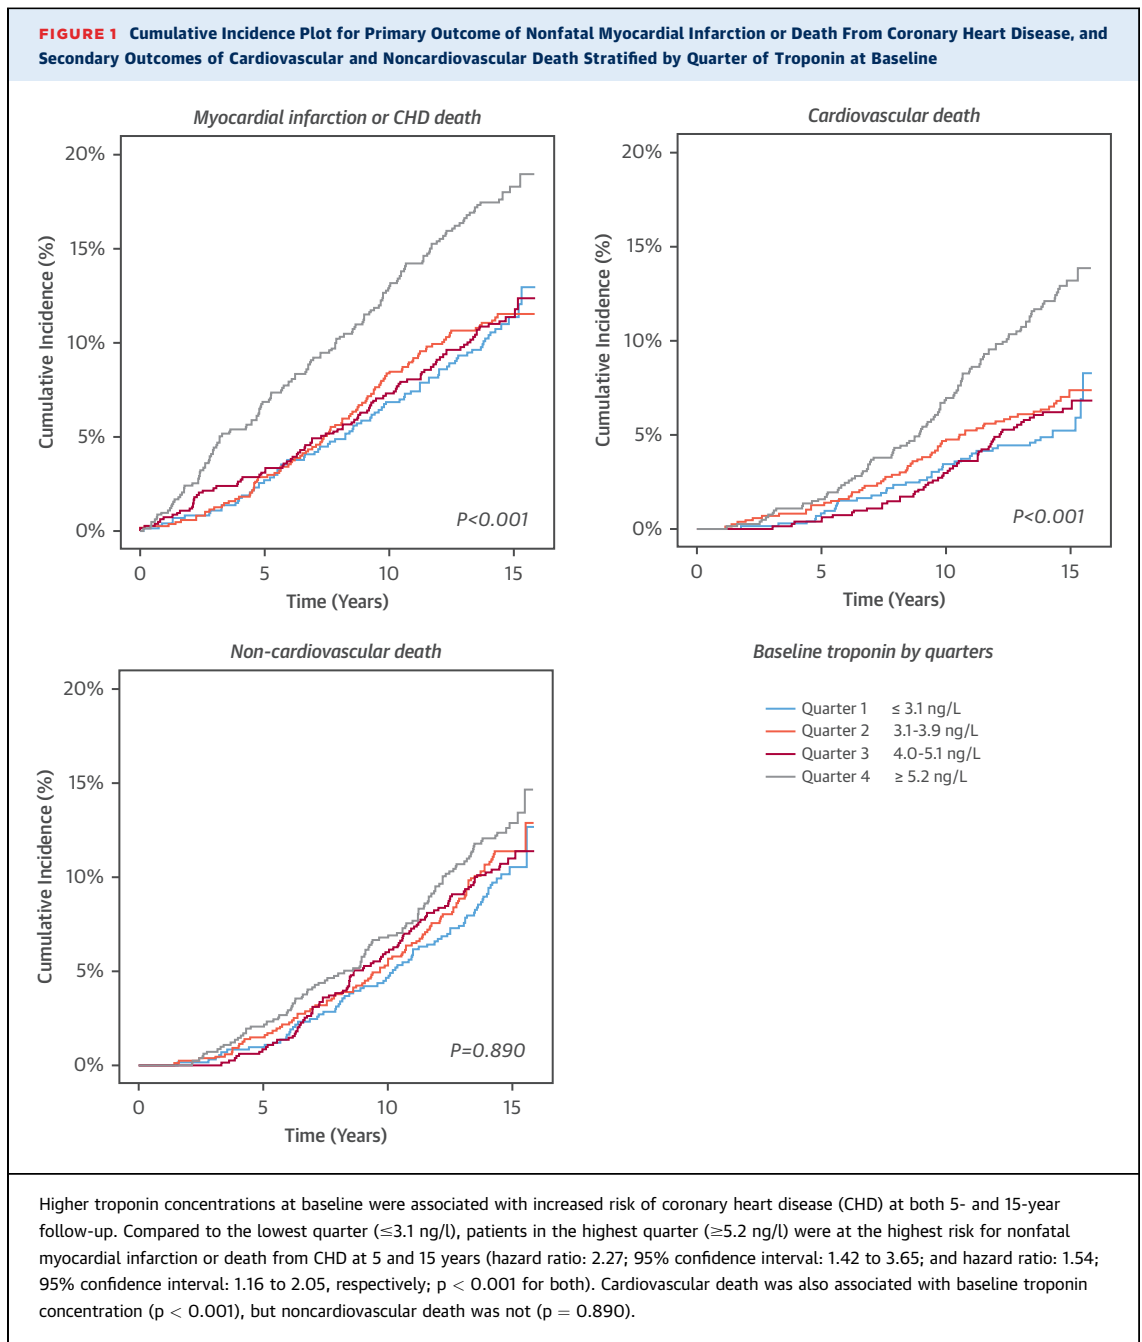 FIGURE 1 Cumulative Incidence Plot for Primary Outcome of Nonfatal Myocardial Infarction or Death From Coronary Heart Disease, and
Secondary Outcomes of Cardiovascular and Noncardiovascular Death Stratified by Quarter of Troponin at Baseline
Myocardial infarction or CHD death
20%
15%
10%
5%
0%
Cumulative Incidence (%)
P<0.001
0 5 10 15
Time (Years)
Cardiovascular death
20%
15%
10%
5%
0%
Cumulative Incidence (%)
P<0.001
0 5 10 15
Time (Years)
Non-cardiovascular death
20%
15%
10%
5%
0%
Cumulative Incidence (%)
P=0.890
0 5 10 15
Time (Years)
Baseline troponin by quarters
Quarter 1 ≤ 3.1 ng/L
Quarter 2 3.1-3.9 ng/L
Quarter 3 4.0-5.1 ng/L
Quarter 4 ≥ 5.2 ng/L
Higher troponin concentrations at baseline were associated with increased risk of coronary heart disease (CHD) at both 5- and 15-year
follow-up. Compared to the lowest quarter (≤3.1 ng/l), patients in the highest quarter (≥5.2 ng/l) were at the highest risk for nonfatal
myocardial infarction or death from CHD at 5 and 15 years (hazard ratio: 2.27; 95% confidence interval: 1.42 to 3.65; and hazard ratio: 1.54;
95% confidence interval: 1.16 to 2.05, respectively; p < 0.001 for both). Cardiovascular death was also associated with baseline troponin
concentration (p < 0.001), but noncardiovascular death was not (p = 0.890).